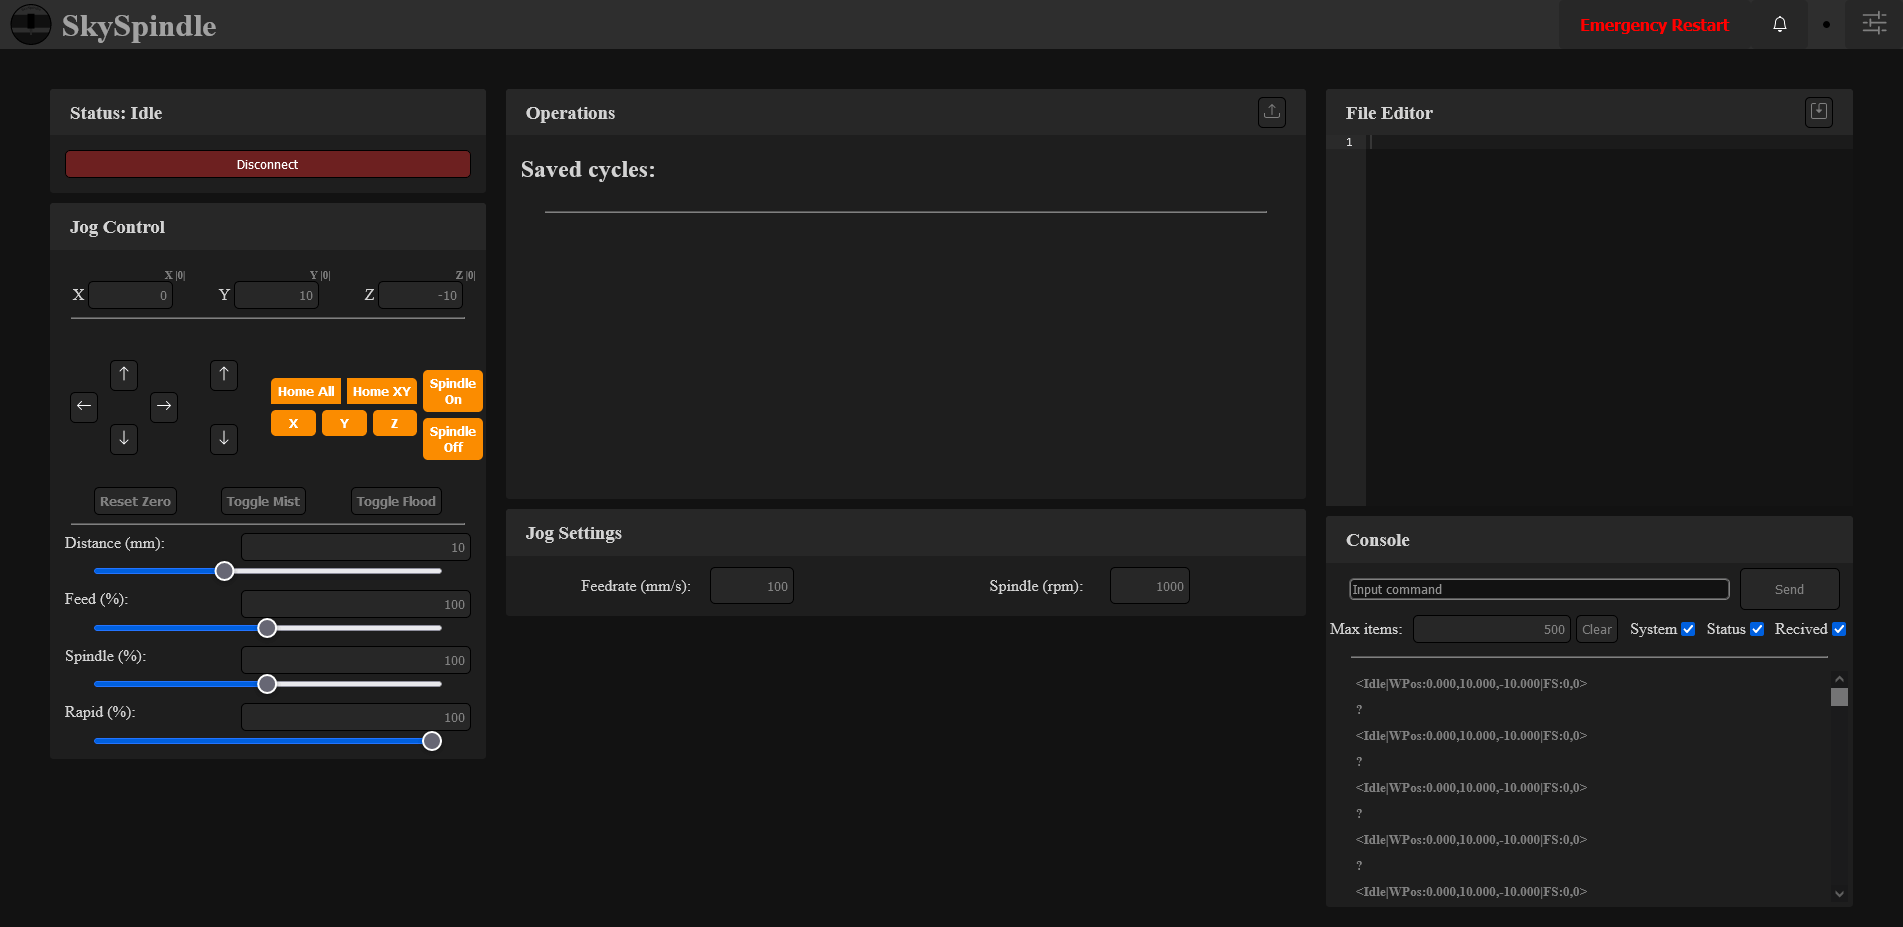 SkySpindle
Emergency Restart
Status: Idle
Disconnect
Jog Control
X |0| Y |0| Z |0|
X 0 Y 10 Z -10
Home All Home XY Spindle On
X Y Z Spindle Off
Reset Zero Toggle Mist Toggle Flood
Distance (mm): 10
Feed (%): 100
Spindle (%): 100
Rapid (%): 100
Operations
Saved cycles:
Jog Settings
Feedrate (mm/s): 100 Spindle (rpm): 1000
File Editor
1
Console
Input command Send
Max items: 500 Clear System Status Recived
<Idle|WPos:0.000,10.000,-10.000|FS:0,0>
?
<Idle|WPos:0.000,10.000,-10.000|FS:0,0>
?
<Idle|WPos:0.000,10.000,-10.000|FS:0,0>
?
<Idle|WPos:0.000,10.000,-10.000|FS:0,0>
?
<Idle|WPos:0.000,10.000,-10.000|FS:0,0>